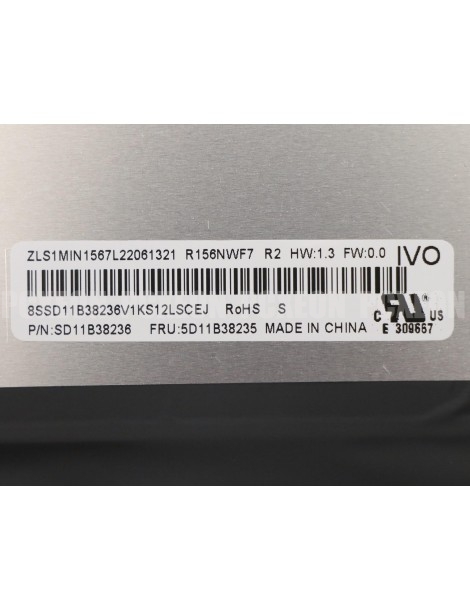 ZLS1MIN1567L22061321 R156NWF7 R2 HW:1.3 FW:0.0 IVO
8SSD11B38236V1KS12LSCEJ RoHS S
C US
P/N:SD11B38236 FRU:5D11B38235 MADE IN CHINA E 309667